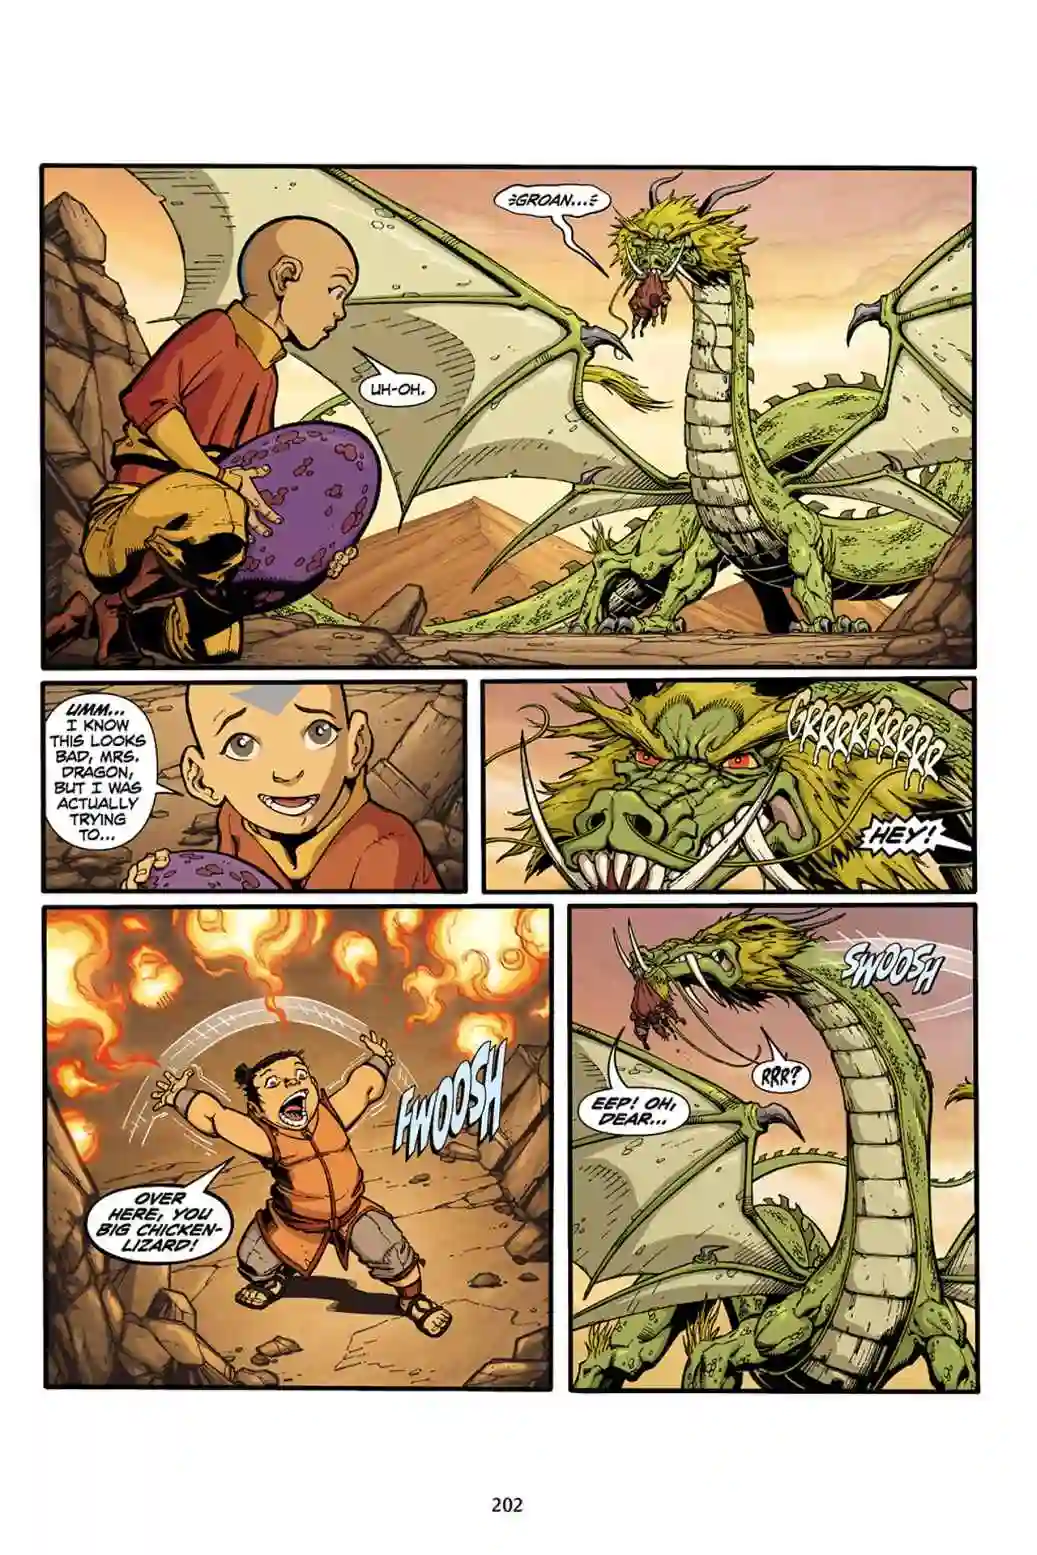 GROAN...
UH-OH.
UMM...
I KNOW
THIS LOOKS
BAD, MRS.
DRAGON,
BUT I WAS
ACTUALLY
TRYING
TO...
GRRRRRRRRR
HEY!
FWOOSH
OVER
HERE, YOU
BIG CHICKEN-
LIZARD!
SWOOSH
RRR?
EEP! OH,
DEAR...
202